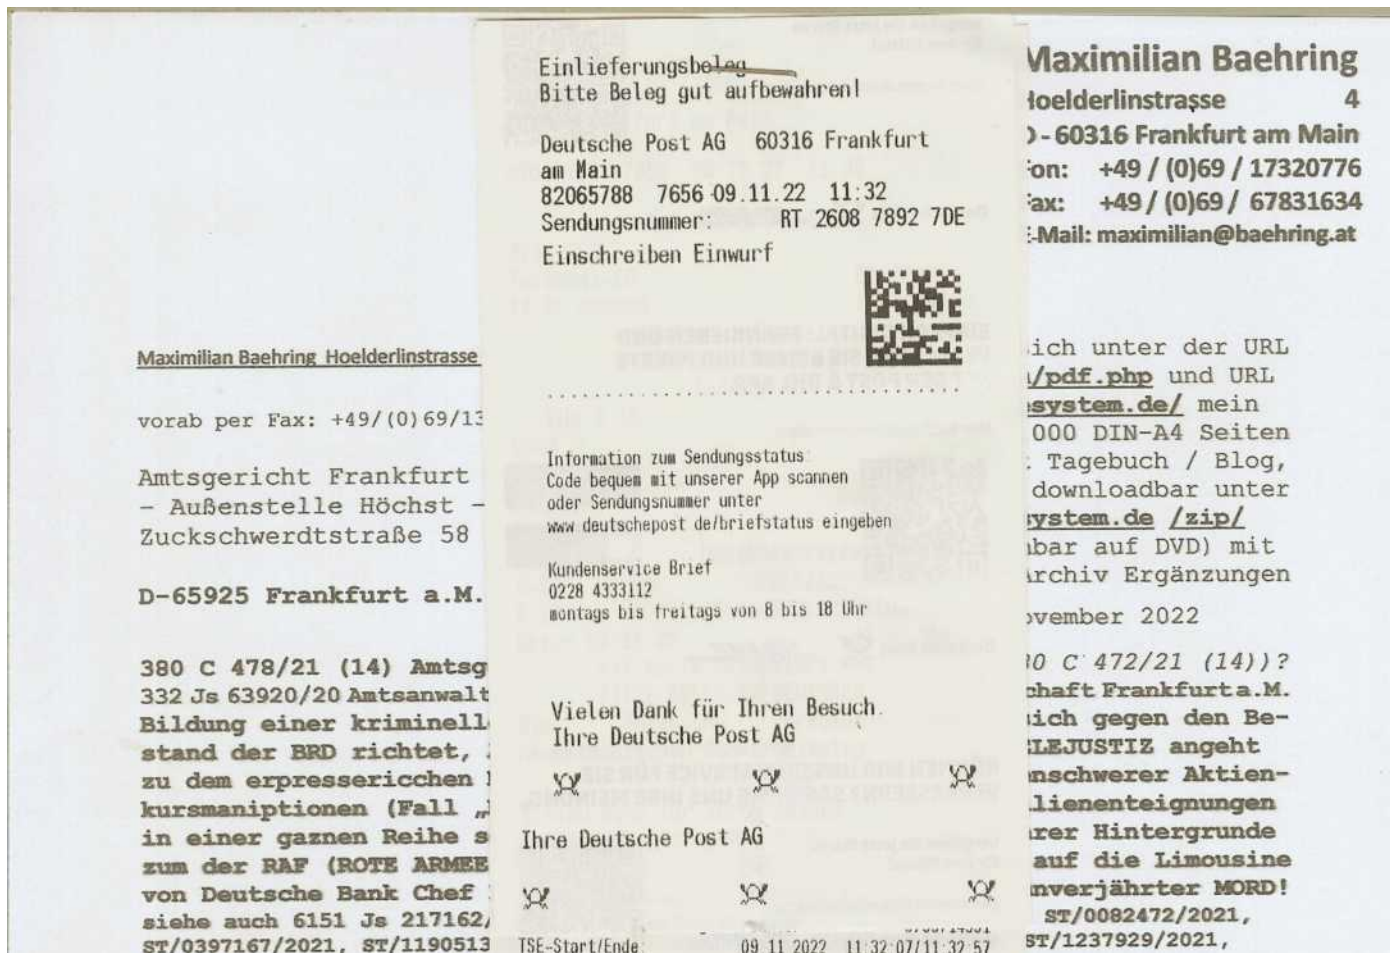 Einlieferungsbeleg
Bitte Beleg gut aufbewahren!
Deutsche Post AG 60316 Frankfurt
am Main
82065788 7656 09.11.22 11:32
Sendungsnummer: RT 2608 7892 7DE
Einschreiben Einwurf
Information zum Sendungsstatus:
Code bequem mit unserer App scannen
oder Sendungsnummer unter
www deutschepost de/briefstatus eingeben
Kundenservice Brief
0228 4333112
montags bis freitags von 8 bis 18 Uhr
Vielen Dank für Ihren Besuch.
Ihre Deutsche Post AG
Ihre Deutsche Post AG
TSE-Start/Ende: 09.11.2022 11:32:07/11:32:57
Maximilian Baehring
Hoelderlinstrasse 4
D - 60316 Frankfurt am Main
Fon: +49 / (0)69 / 17320776
Fax: +49 / (0)69 / 67831634
E-Mail: maximilian@baehring.at
Maximilian Baehring Hoelderlinstrasse
vorab per Fax: +49/(0)69/13
Amtsgericht Frankfurt
– Außenstelle Höchst –
Zuckschwerdtstraße 58
D-65925 Frankfurt a.M.
ich unter der URL
/pdf.php und URL
system.de/ mein
000 DIN-A4 Seiten
Tagebuch / Blog,
downloadbar unter
ystem.de /zip/
bar auf DVD) mit
Archiv Ergänzungen
ovember 2022
380 C 478/21 (14) Amtsg
0 C 472/21 (14))?
332 Js 63920/20 Amtsanwalt
chaft Frankfurt a.M.
Bildung einer kriminell
sich gegen den Be-
stand der BRD richtet,
ELEJUSTIZ angeht
zu dem erpressericchen
nschwerer Aktien-
kursmaniptionen (Fall „
lienenteignungen
in einer gaznen Reihe s
rer Hintergrunde
zum der RAF (ROTE ARMEE
auf die Limousine
von Deutsche Bank Chef
nverjährter MORD!
siehe auch 6151 Js 217162/
ST/0082472/2021,
ST/0397167/2021, ST/1190513
ST/1237929/2021,